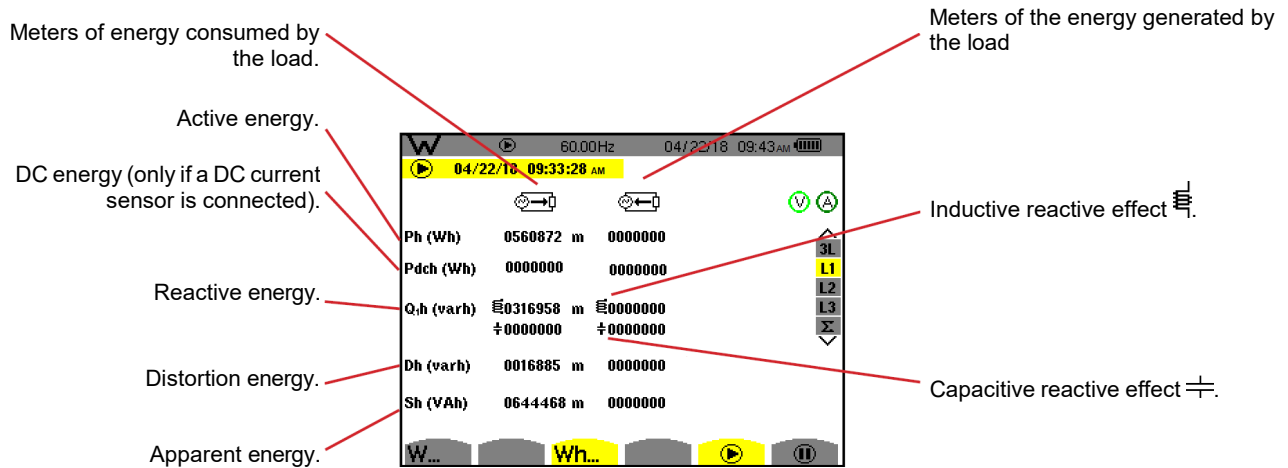 Meters of energy consumed by
the load.
Meters of the energy generated by
the load
Active energy.
DC energy (only if a DC current
sensor is connected).
Reactive energy.
Distortion energy.
Apparent energy.
Inductive reactive effect
Capacitive reactive effect
W 60.00Hz 04/22/18 09:43 AM
04/22/18 09:33:28 AM
V A
Ph (Wh) 0560872 m 0000000
Pdch (Wh) 0000000 0000000
Q₁h (varh) 0316958 m 0000000
0000000 0000000
Dh (varh) 0016885 m 0000000
Sh (VAh) 0644468 m 0000000
3L
L1
L2
L3
Σ
W... Wh...